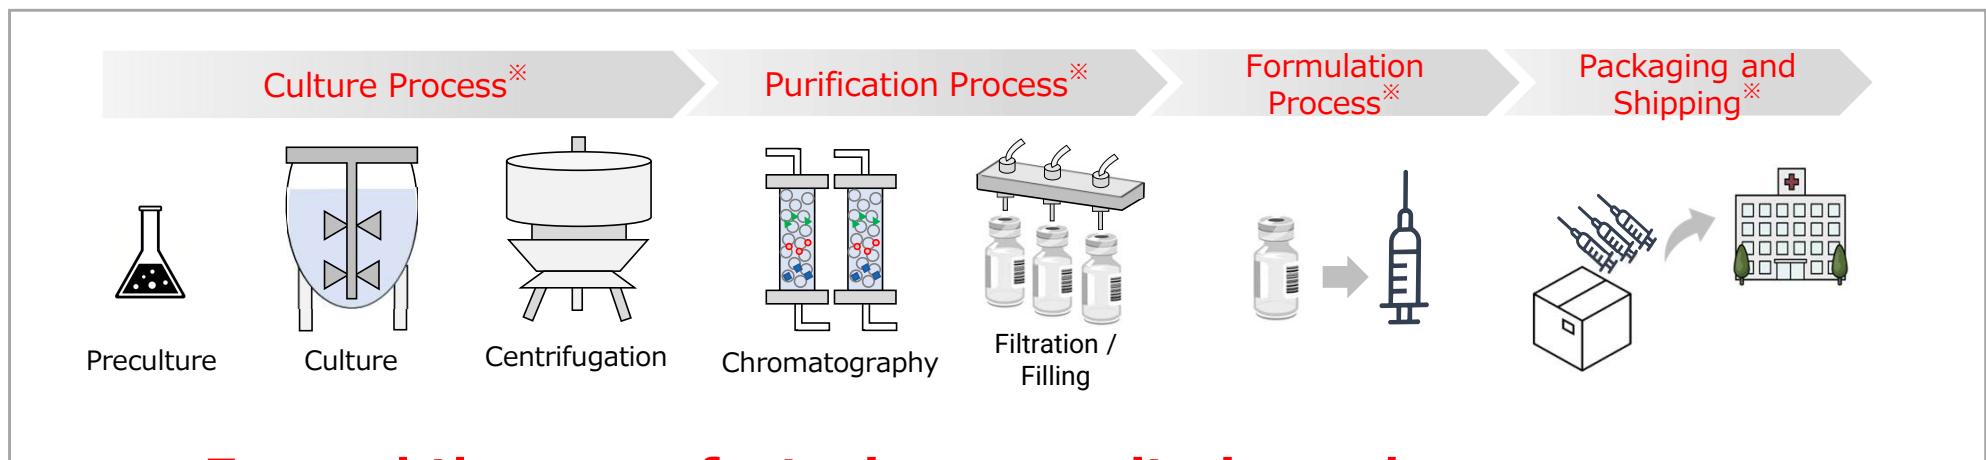 Culture Process※
Purification Process※
Formulation
Process※
Packaging and
Shipping※
Preculture
Culture
Centrifugation
Chromatography
Filtration /
Filling